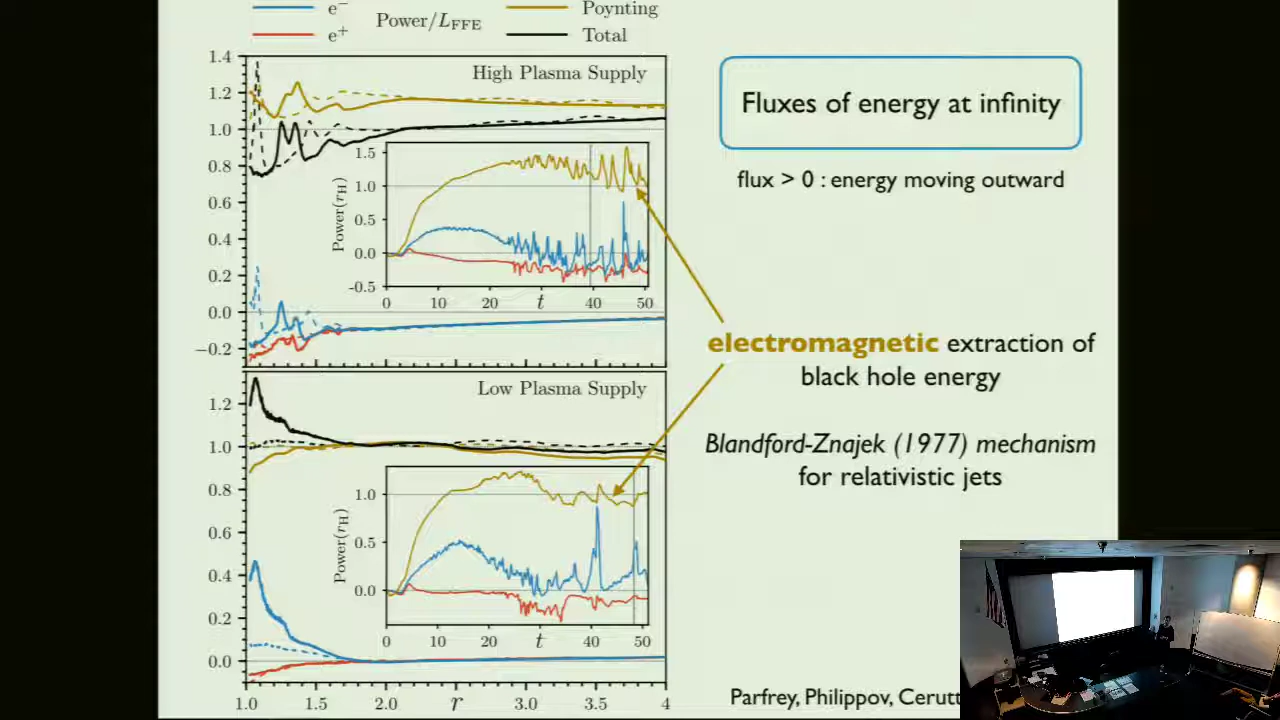 e⁻
Power/L_FFE
Poynting
e⁺
Total
1.4
1.2
1.0
0.8
0.6
0.4
0.2
0.0
−0.2
High Plasma Supply
1.5
1.0
0.5
0.0
-0.5
Power(r_H)
0
10
20
t
40
50
Low Plasma Supply
1.2
1.0
0.8
0.6
0.4
0.2
0.0
1.0
0.5
0.0
Power(r_H)
0
10
20
t
40
50
1.0
1.5
2.0
r
3.0
3.5
4
Fluxes of energy at infinity
flux > 0 : energy moving outward
electromagnetic extraction of
black hole energy
Blandford-Znajek (1977) mechanism
for relativistic jets
Parfrey, Philippov, Cerutt